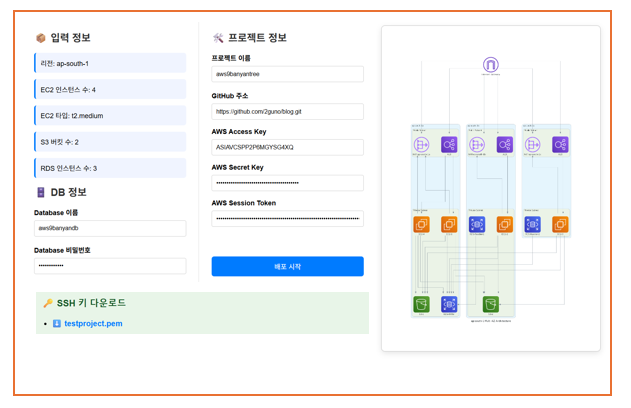 📦 입력 정보
리전: ap-south-1
EC2 인스턴스 수: 4
EC2 타입: t2.medium
S3 버킷 수: 2
RDS 인스턴스 수: 3
🗄️ DB 정보
Database 이름
aws9banyandb
Database 비밀번호
••••••••••••
🛠️ 프로젝트 정보
프로젝트 이름
aws9banyantree
GitHub 주소
https://github.com/2guno/blog.git
AWS Access Key
ASIAVCSPP2P6MGYSG4XQ
AWS Secret Key
AWS Session Token
배포 시작
🔑 SSH 키 다운로드
• ⬇️ testproject.pem